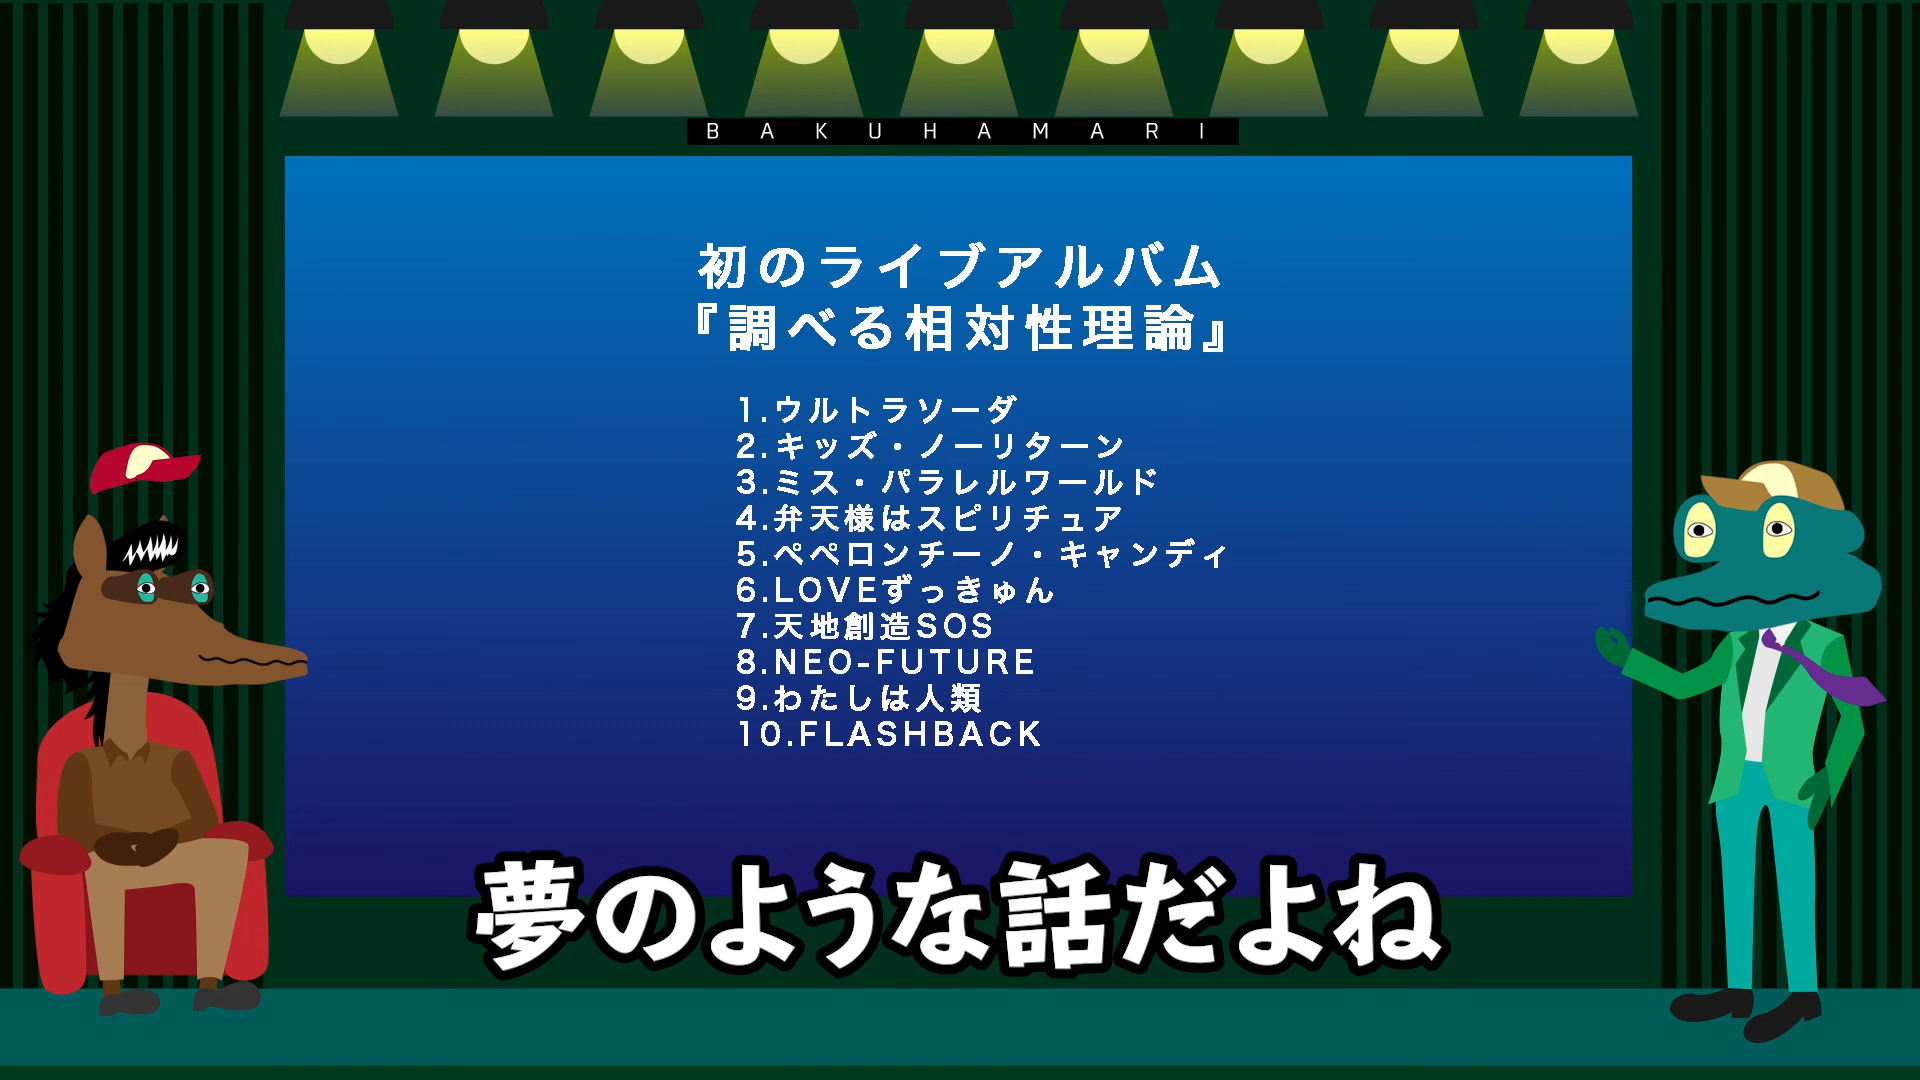 BAKUHAMARI
初のライブアルバム
『調べる相対性理論』
1.ウルトラソーダ
2.キッズ・ノーリターン
3.ミス・パラレルワールド
4.弁天様はスピリチュア
5.ペペロンチーノ・キャンディ
6.LOVEずっきゅん
7.天地創造SOS
8.NEO-FUTURE
9.わたしは人類
10.FLASHBACK
夢のような話だよね